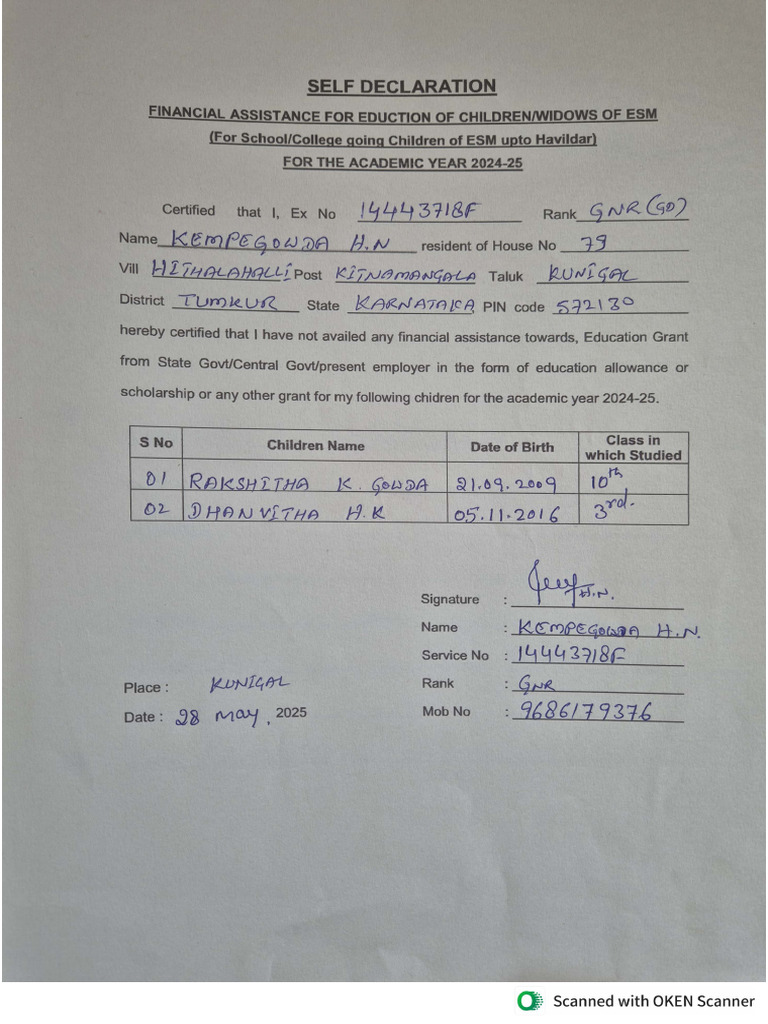 SELF DECLARATION
FINANCIAL ASSISTANCE FOR EDUCTION OF CHILDREN/WIDOWS OF ESM
(For School/College going Children of ESM upto Havildar)
FOR THE ACADEMIC YEAR 2024-25
Certified that I, Ex No 14443718F Rank GNR (GD)
Name KEMPEGOWDA H.N resident of House No 79
Vill HITHALAHALLI Post KITNAMANGALA Taluk KUNIGAL
District TUMKUR State KARNATAKA PIN code 572130
hereby certified that I have not availed any financial assistance towards, Education Grant
from State Govt/Central Govt/present employer in the form of education allowance or
scholarship or any other grant for my following chidren for the academic year 2024-25.
S No Children Name Date of Birth Class in which Studied
01 RAKSHITHA K. GOWDA 21.09.2009 10th
02 DHANVITHA H.K 05.11.2016 3rd.
Signature : H.N.
Name : KEMPEGOWDA H.N.
Service No : 14443718F
Place : KUNIGAL Rank : GNR
Date : 28 May, 2025 Mob No : 9686179376
Scanned with OKEN Scanner